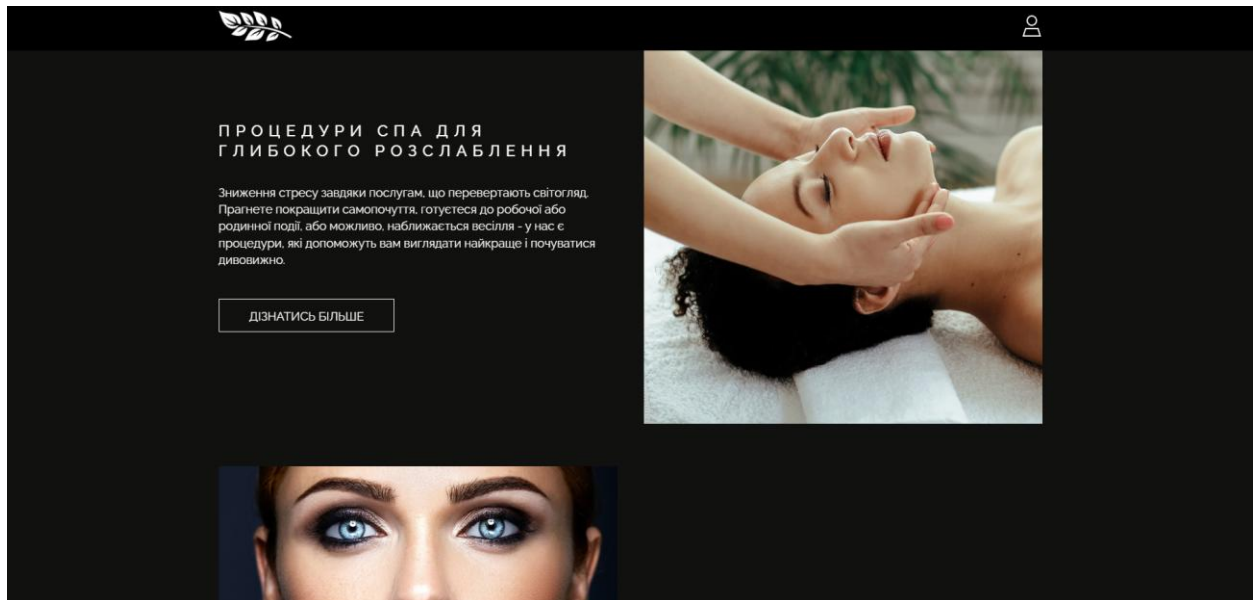 ПРОЦЕДУРИ СПА ДЛЯ
ГЛИБОКОГО РОЗСЛАБЛЕННЯ
Зниження стресу завдяки послугам, що перевертають світогляд.
Прагнете покращити самопочуття, готуєтеся до робочої або
родинної події, або можливо, наближається весілля - у нас є
процедури, які допоможуть вам виглядати найкраще і почуватися
дивовижно.
ДІЗНАТИСЬ БІЛЬШЕ